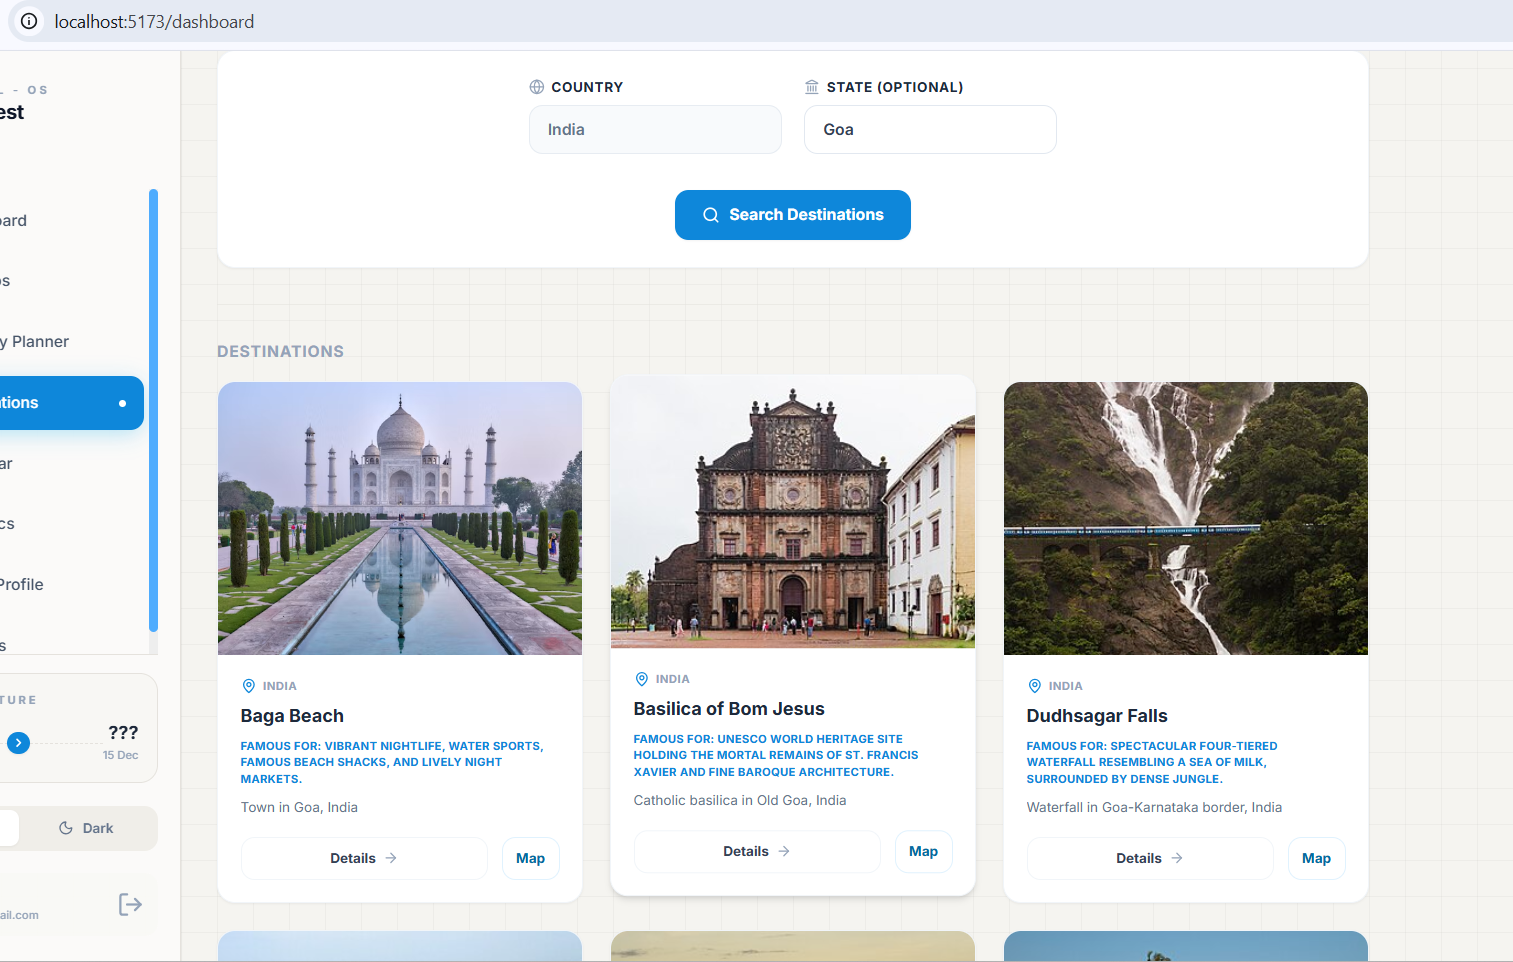 localhost:5173/dashboard
L - OS
est
oard
os
y Planner
ations
ar
cs
Profile
s
TURE
???
15 Dec
Dark
ail.com
COUNTRY
India
STATE (OPTIONAL)
Goa
Search Destinations
DESTINATIONS
INDIA
Baga Beach
FAMOUS FOR: VIBRANT NIGHTLIFE, WATER SPORTS,
FAMOUS BEACH SHACKS, AND LIVELY NIGHT
MARKETS.
Town in Goa, India
Details
Map
INDIA
Basilica of Bom Jesus
FAMOUS FOR: UNESCO WORLD HERITAGE SITE
HOLDING THE MORTAL REMAINS OF ST. FRANCIS
XAVIER AND FINE BAROQUE ARCHITECTURE.
Catholic basilica in Old Goa, India
Details
Map
INDIA
Dudhsagar Falls
FAMOUS FOR: SPECTACULAR FOUR-TIERED
WATERFALL RESEMBLING A SEA OF MILK,
SURROUNDED BY DENSE JUNGLE.
Waterfall in Goa-Karnataka border, India
Details
Map